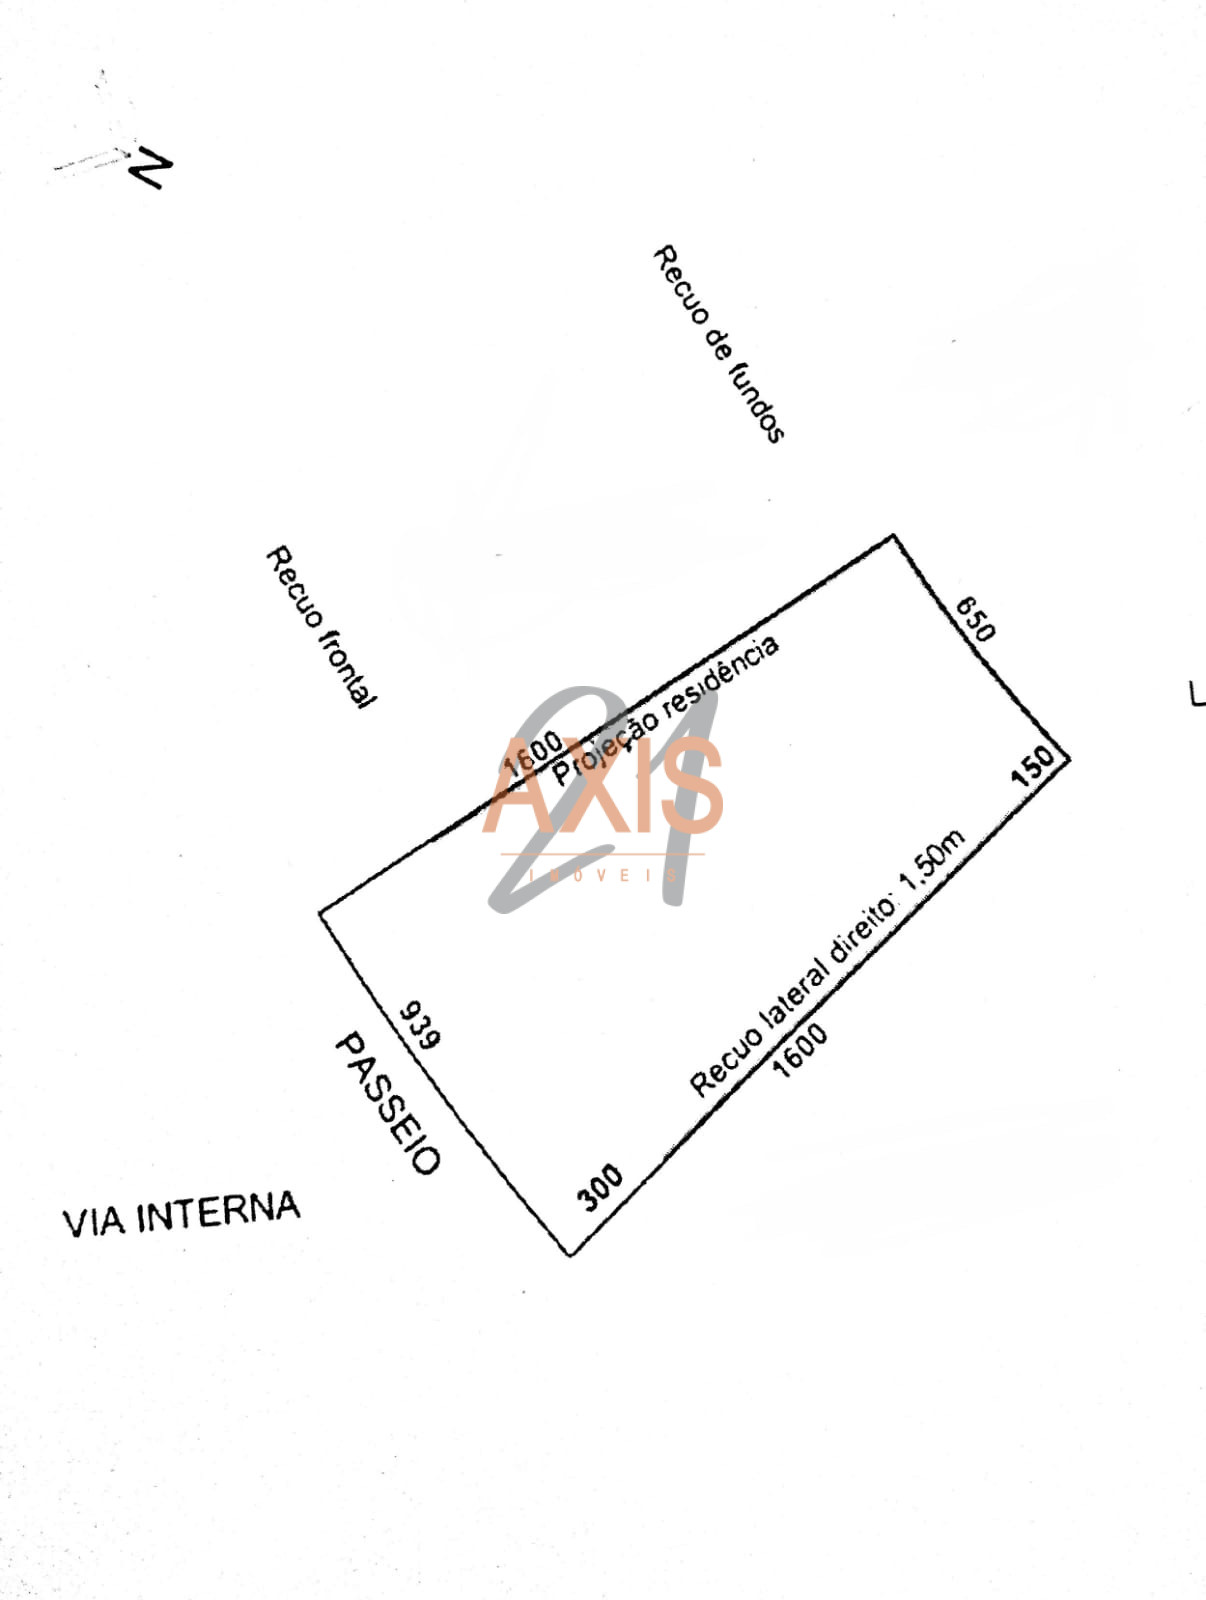 N
Recuo de fundos
Recuo frontal
650
1600
Projeção residência
150
21
AXIS
IMÓVEIS
Recuo lateral direito: 1,50m
1600
939
PASSEIO
300
VIA INTERNA
L